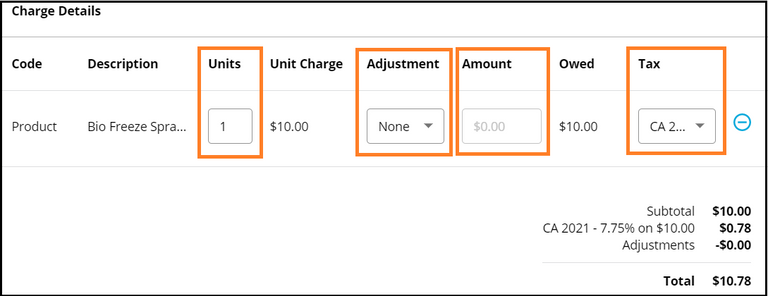 Charge Details
Code Description Units Unit Charge Adjustment Amount Owed Tax
Product Bio Freeze Spra... 1 $10.00 None $0.00 $10.00 CA 2...
Subtotal $10.00
CA 2021 - 7.75% on $10.00 $0.78
Adjustments -$0.00
Total $10.78